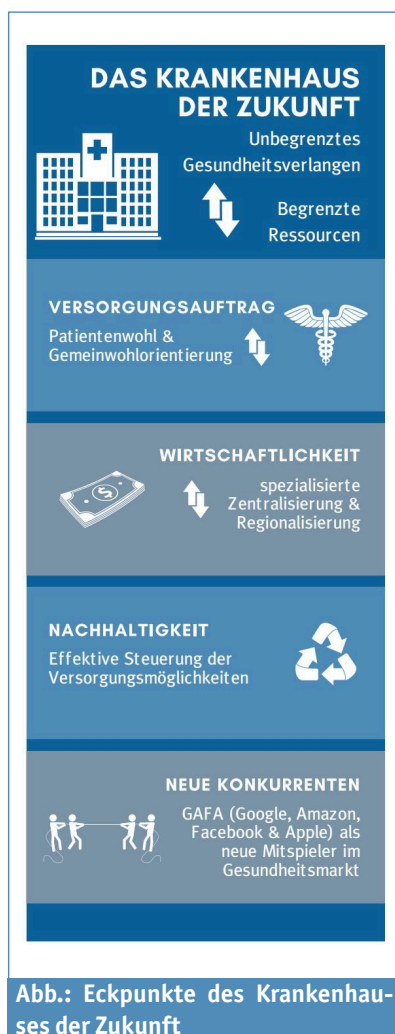 DAS KRANKENHAUS
DER ZUKUNFT
Unbegrenztes
Gesundheitsverlangen
Begrenzte
Ressourcen
VERSORGUNGSAUFTRAG
Patientenwohl &
Gemeinwohlorientierung
WIRTSCHAFTLICHKEIT
spezialisierte
Zentralisierung &
Regionalisierung
NACHHALTIGKEIT
Effektive Steuerung der
Versorgungsmöglichkeiten
NEUE KONKURRENTEN
GAFA (Google, Amazon,
Facebook & Apple) als
neue Mitspieler im
Gesundheitsmarkt
Abb.: Eckpunkte des Krankenhau-
ses der Zukunft